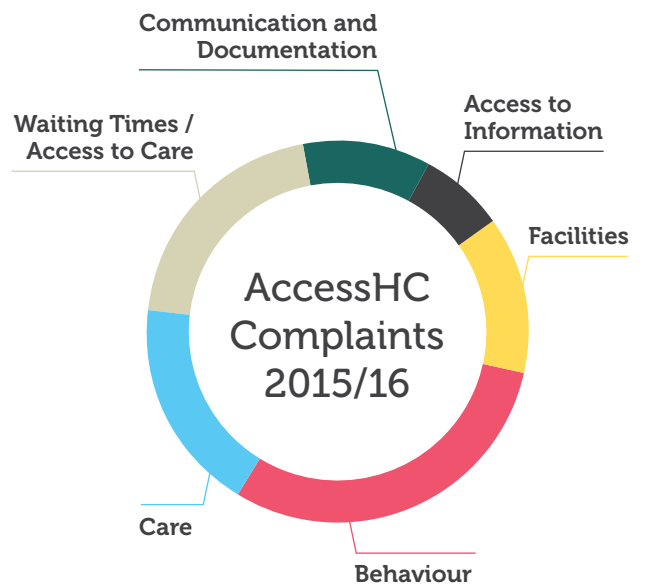 Communication and
Documentation
Access to
Information
Waiting Times /
Access to Care
Facilities
AccessHC
Complaints
2015/16
Care
Behaviour